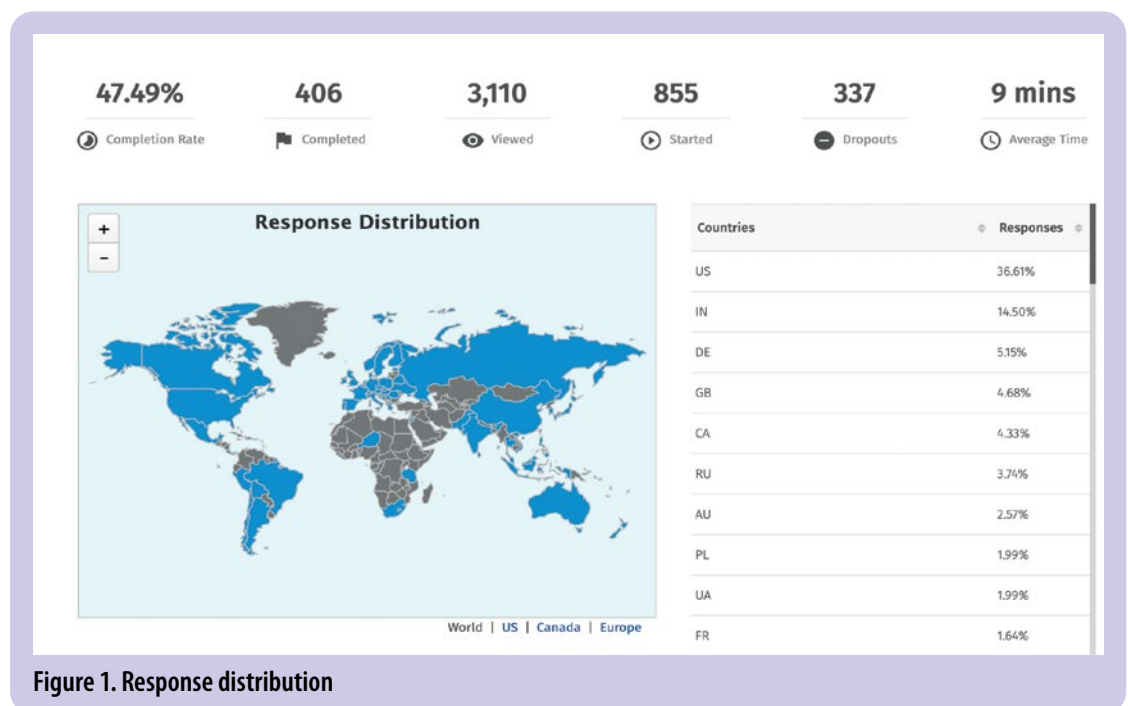 47.49% 406 3,110 855 337 9 mins
Completion Rate Completed Viewed Started Dropouts Average Time
+
−
Response Distribution
World | US | Canada | Europe
Countries Responses
US 36.61%
IN 14.50%
DE 5.15%
GB 4.68%
CA 4.33%
RU 3.74%
AU 2.57%
PL 1.99%
UA 1.99%
FR 1.64%
Figure 1. Response distribution